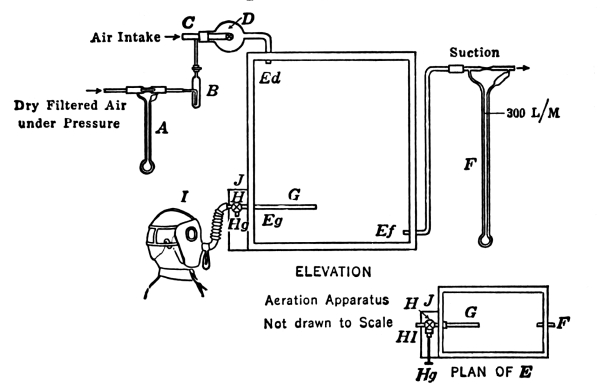 C
D
Air Intake
Suction
Ed
B
Dry Filtered Air
under Pressure
A
300 L/M
F
J
H
G
I
Hg
Eg
Ef
ELEVATION
Aeration Apparatus
Not drawn to Scale
H J
G
F
HI
Hg
PLAN OF E